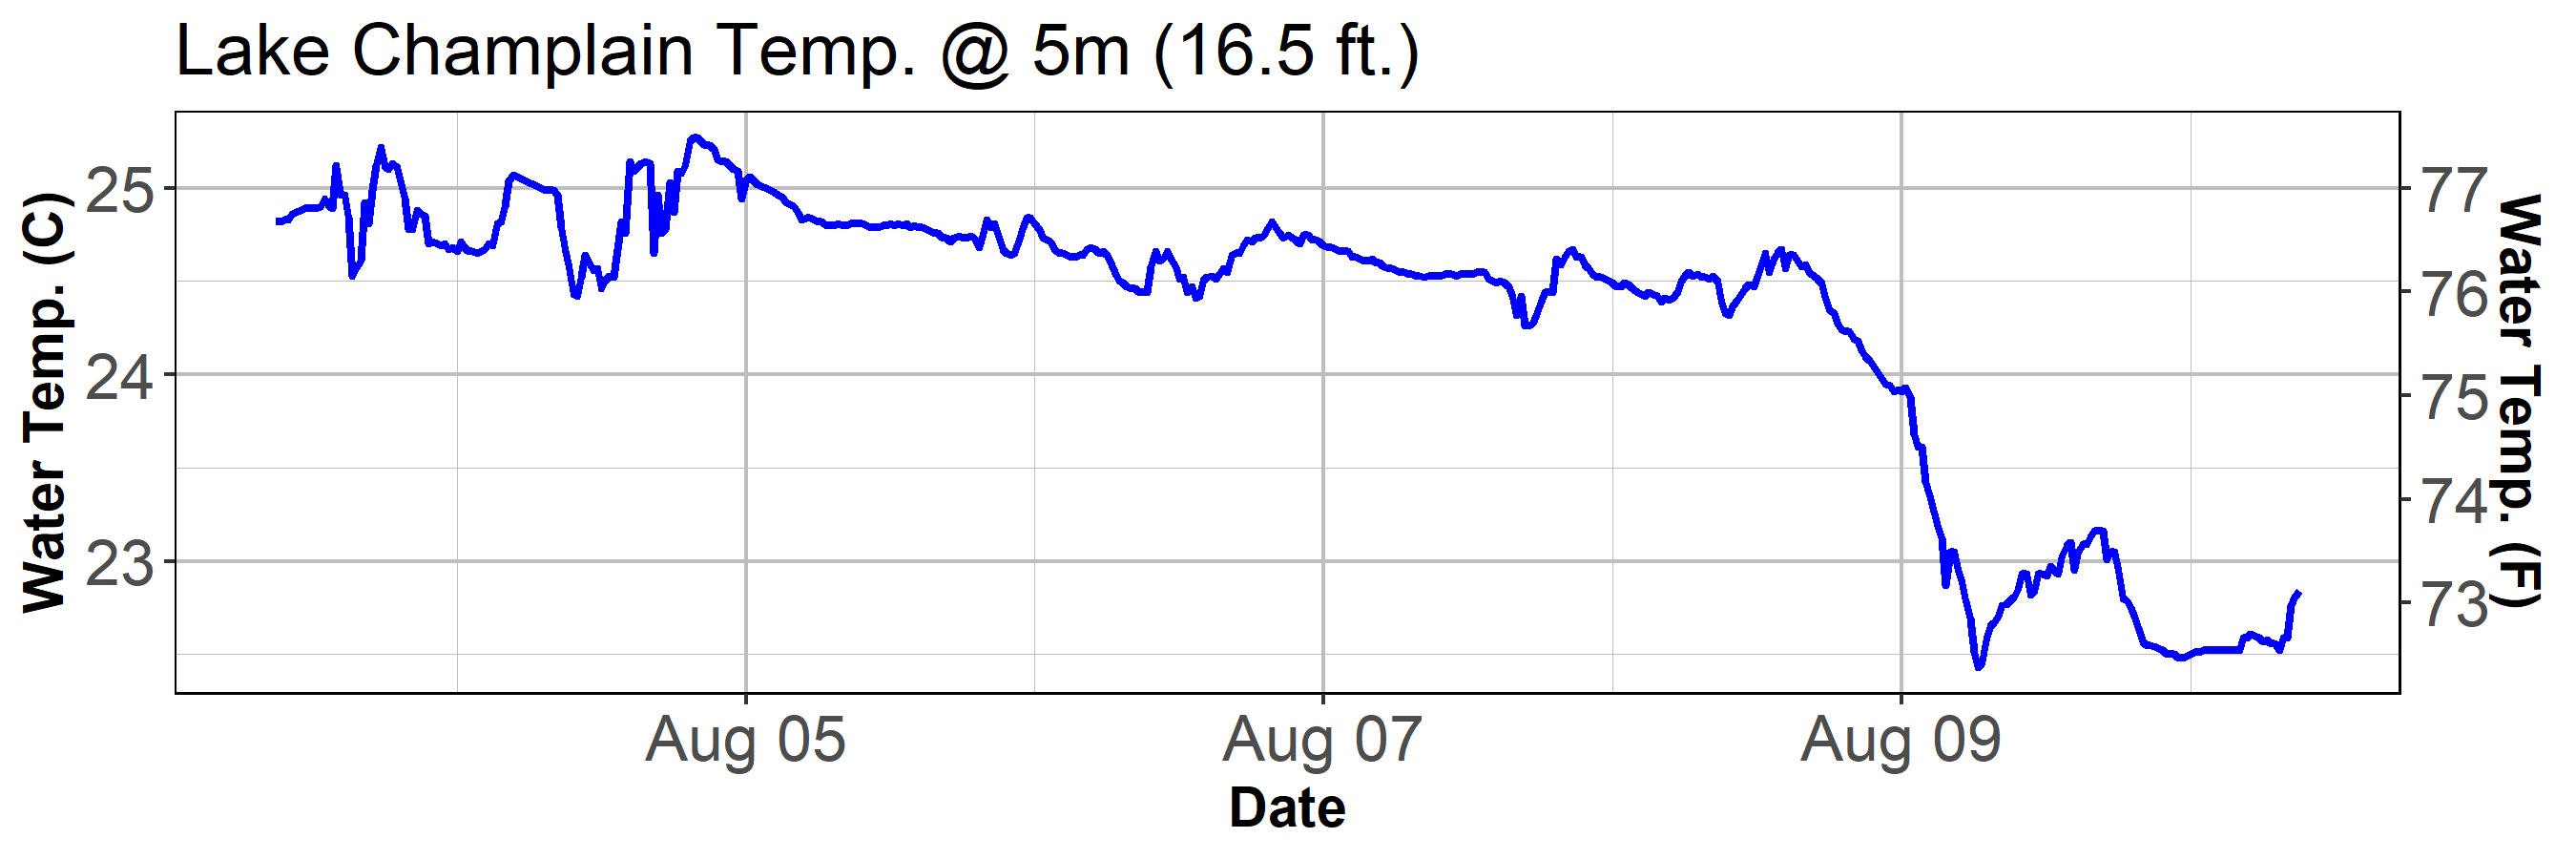 Lake Champlain Temp. @ 5m (16.5 ft.)
Water Temp. (C)
25
24
23
77
76
75
74
73
Water Temp. (F)
Aug 05 Aug 07 Aug 09
Date